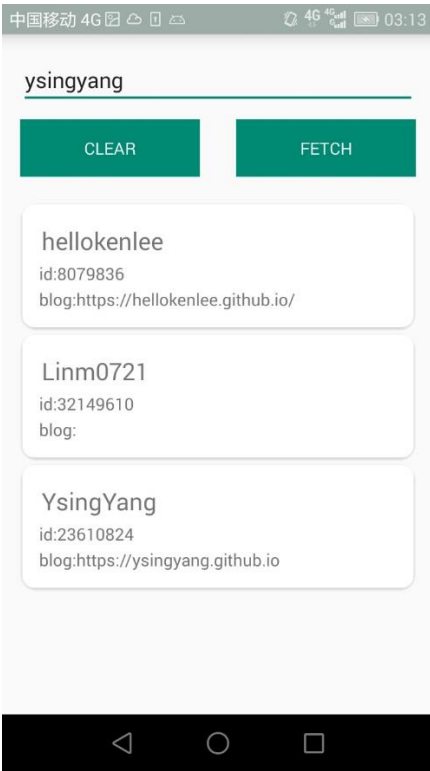 中国移动 4G 4G 4G 03:13
ysingyang
CLEAR FETCH
hellokenlee
id:8079836
blog:https://hellokenlee.github.io/
Linm0721
id:32149610
blog:
YsingYang
id:23610824
blog:https://ysingyang.github.io